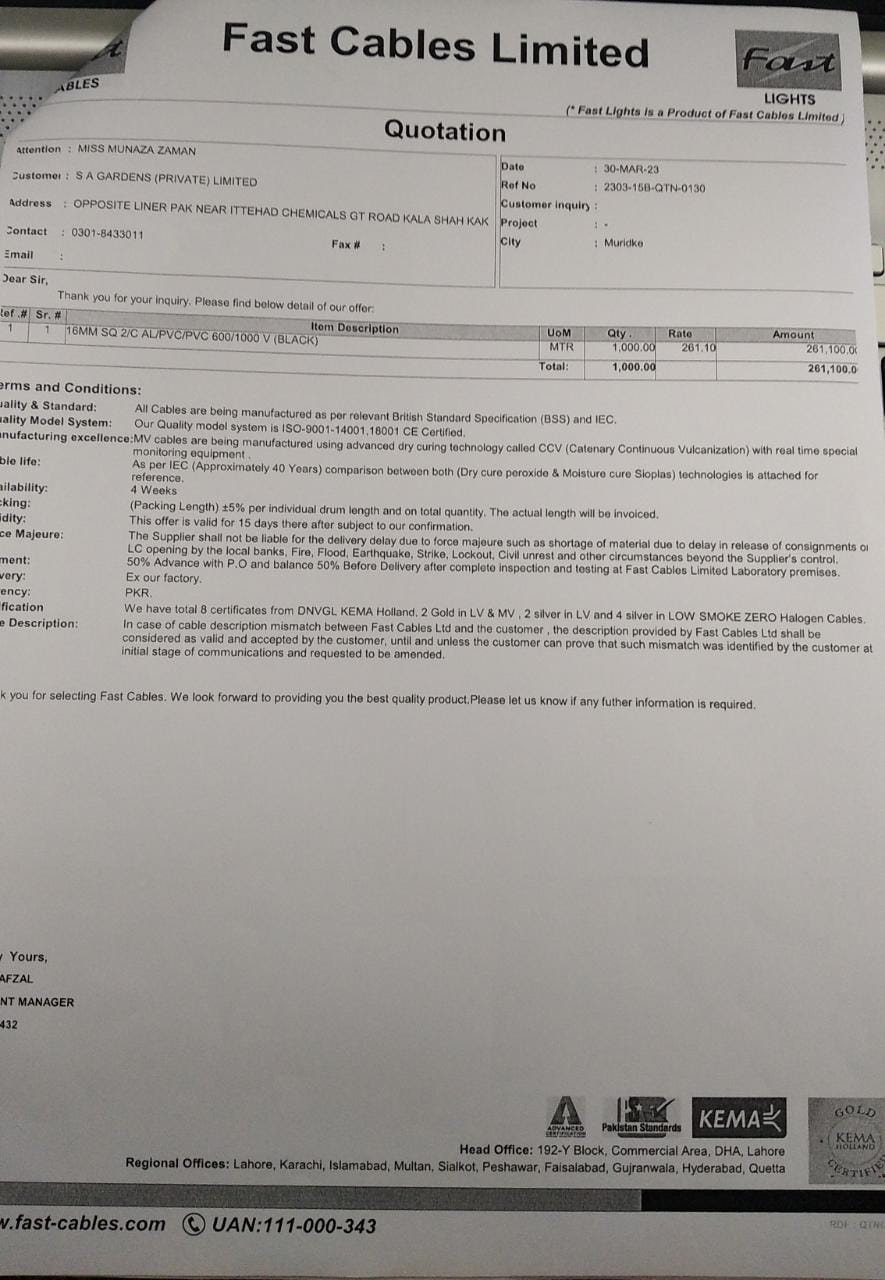 Fast Cables Limited
ABLES
Fast
LIGHTS
(* Fast Lights is a Product of Fast Cables Limited )
Quotation
Attention : MISS MUNAZA ZAMAN
Customer : S A GARDENS (PRIVATE) LIMITED
Address : OPPOSITE LINER PAK NEAR ITTEHAD CHEMICALS GT ROAD KALA SHAH KAK
Contact : 0301-8433011
Fax # :
Email :
Date : 30-MAR-23
Ref No : 2303-15B-QTN-0130
Customer inquiry :
Project : -
City : Muridke
Dear Sir,
Thank you for your inquiry. Please find below detail of our offer:
Ref .# Sr. # Item Description UoM Qty . Rate Amount
1 1 16MM SQ 2/C AL/PVC/PVC 600/1000 V (BLACK) MTR 1,000.00 261.10 261,100.00
Total: 1,000.00 261,100.0
erms and Conditions:
uality & Standard: All Cables are being manufactured as per relevant British Standard Specification (BSS) and IEC.
uality Model System: Our Quality model system is ISO-9001-14001,18001 CE Certified.
nufacturing excellence: MV cables are being manufactured using advanced dry curing technology called CCV (Catenary Continuous Vulcanization) with real time special
monitoring equipment .
ble life: As per IEC (Approximately 40 Years) comparison between both (Dry cure peroxide & Moisture cure Sioplas) technologies is attached for
reference.
ailability: 4 Weeks
cking: (Packing Length) ±5% per individual drum length and on total quantity. The actual length will be invoiced.
idity: This offer is valid for 15 days there after subject to our confirmation.
ce Majeure: The Supplier shall not be liable for the delivery delay due to force majeure such as shortage of material due to delay in release of consignments or
LC opening by the local banks, Fire, Flood, Earthquake, Strike, Lockout, Civil unrest and other circumstances beyond the Supplier's control.
ment: 50% Advance with P.O and balance 50% Before Delivery after complete inspection and testing at Fast Cables Limited Laboratory premises.
very: Ex our factory.
ency: PKR.
ification We have total 8 certificates from DNVGL KEMA Holland, 2 Gold in LV & MV , 2 silver in LV and 4 silver in LOW SMOKE ZERO Halogen Cables.
e Description: In case of cable description mismatch between Fast Cables Ltd and the customer , the description provided by Fast Cables Ltd shall be
considered as valid and accepted by the customer, until and unless the customer can prove that such mismatch was identified by the customer at
initial stage of communications and requested to be amended.
k you for selecting Fast Cables. We look forward to providing you the best quality product.Please let us know if any futher information is required.
y Yours,
AFZAL
NT MANAGER
432
ADVANCED
CERTIFICATION
Pakistan Standards
KEMA
GOLD
KEMA
HOLLAND
CERTIFIE
Head Office: 192-Y Block, Commercial Area, DHA, Lahore
Regional Offices: Lahore, Karachi, Islamabad, Multan, Sialkot, Peshawar, Faisalabad, Gujranwala, Hyderabad, Quetta
w.fast-cables.com UAN:111-000-343